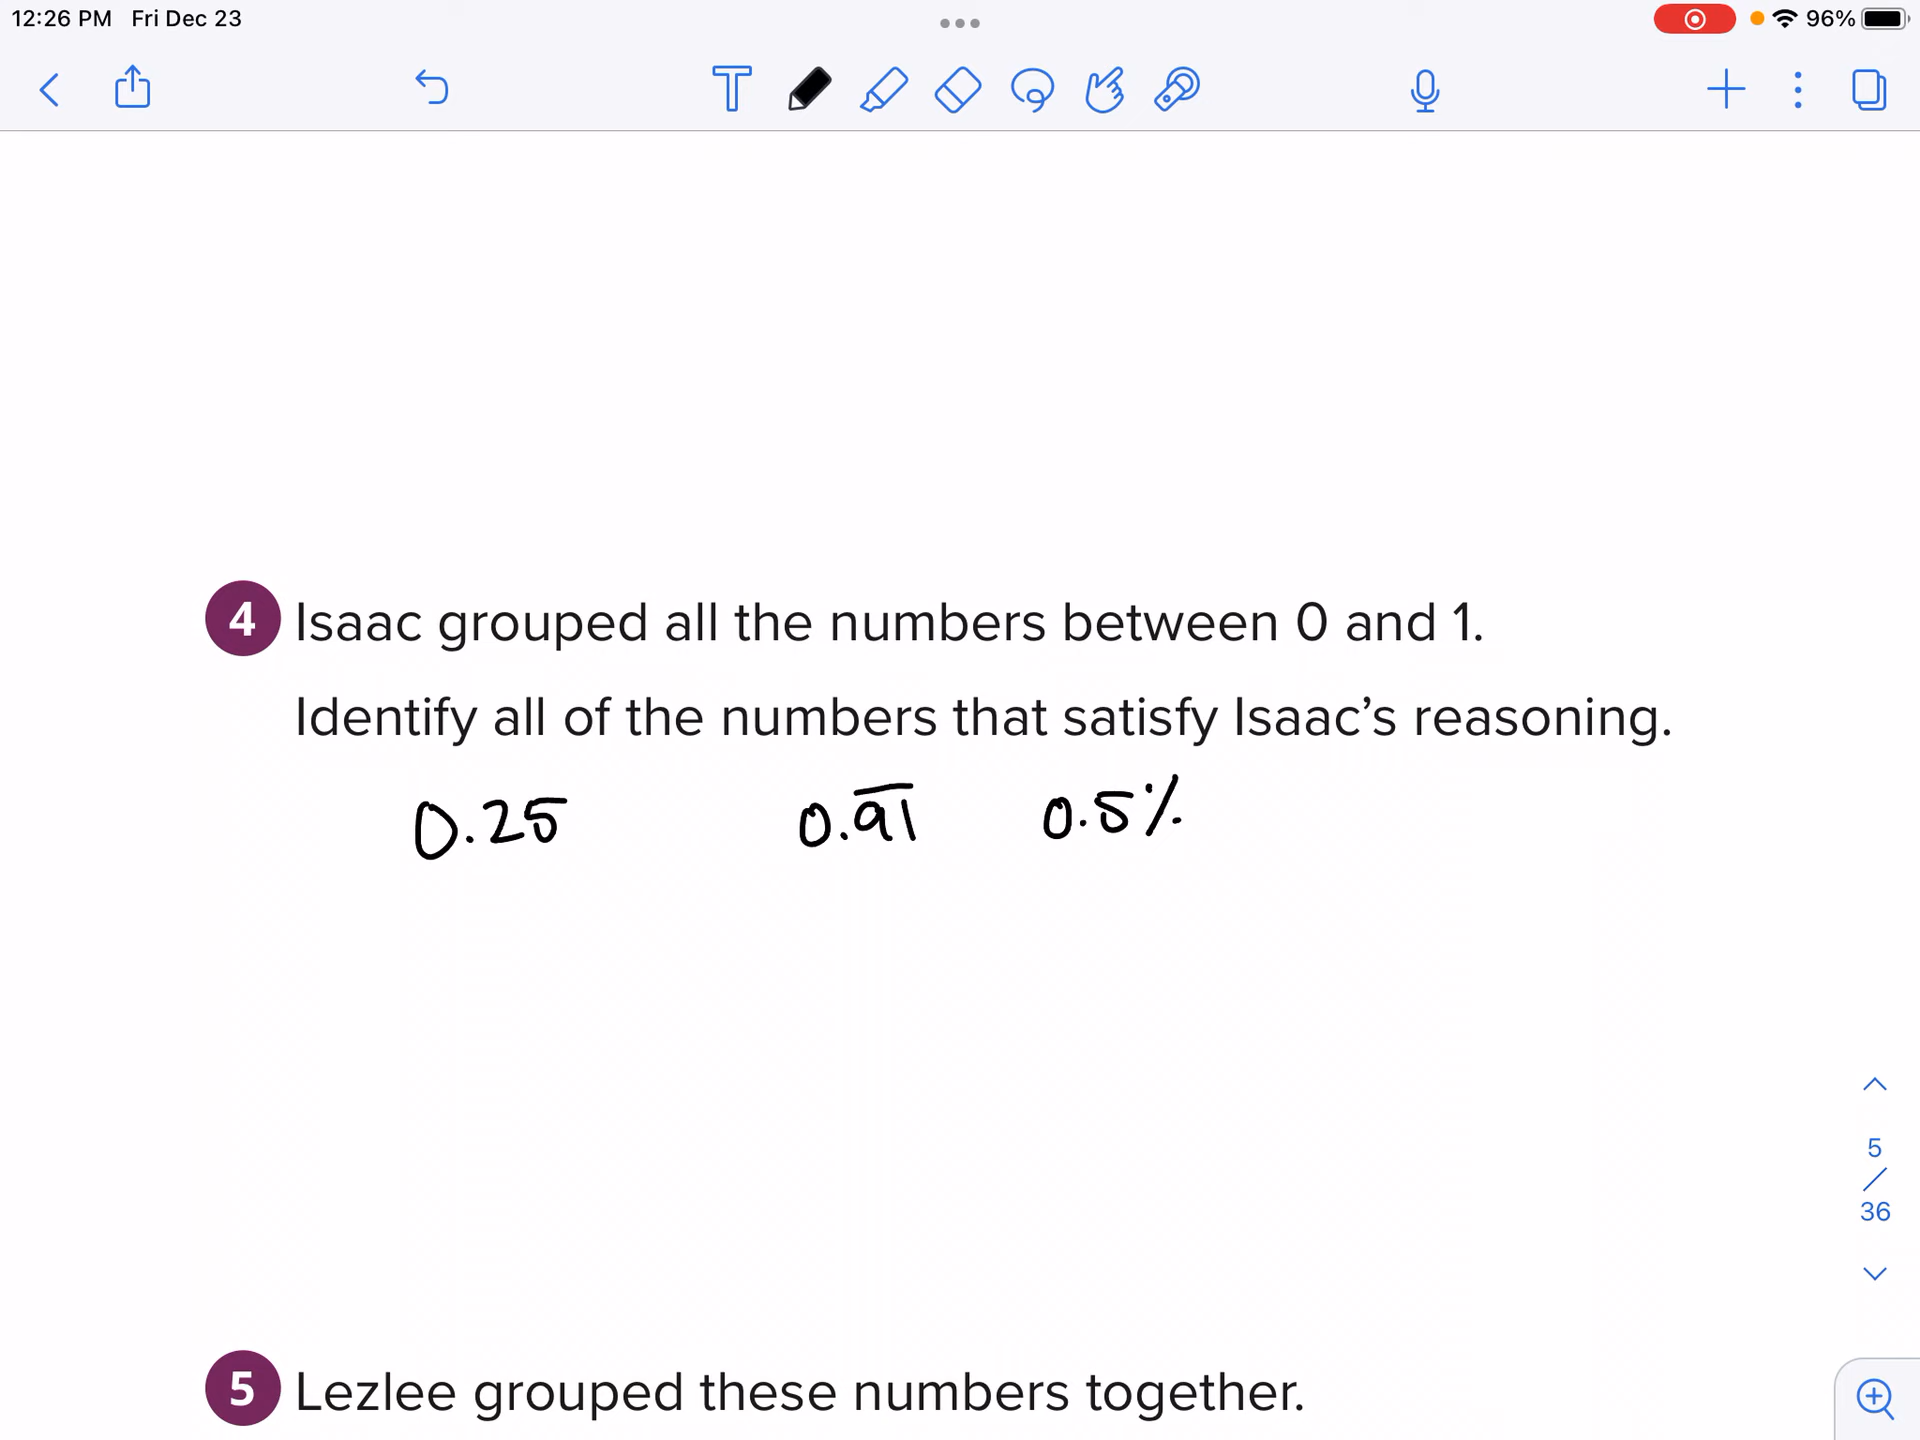 12:26 PM Fri Dec 23
96%
4 Isaac grouped all the numbers between 0 and 1.
Identify all of the numbers that satisfy Isaac’s reasoning.
0.25 0.9̅1̅ 0.5%
5
/
36
5 Lezlee grouped these numbers together.